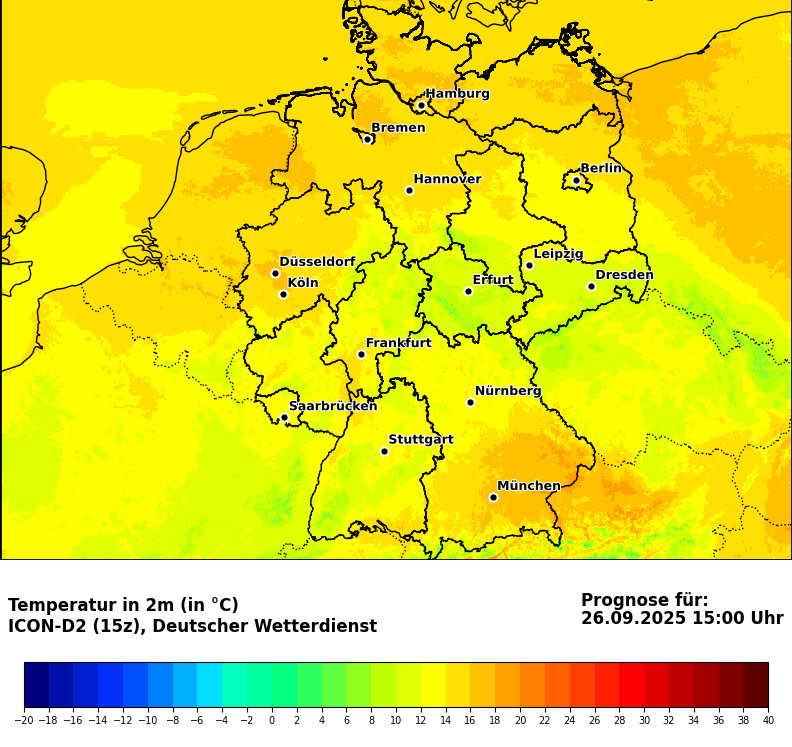 Hamburg
Bremen
Berlin
Hannover
Leipzig
Düsseldorf
Dresden
Erfurt
Köln
Frankfurt
Nürnberg
Saarbrücken
Stuttgart
München
Temperatur in 2m (in °C)
ICON-D2 (15z), Deutscher Wetterdienst
Prognose für:
26.09.2025 15:00 Uhr
−20 −18 −16 −14 −12 −10 −8 −6 −4 −2 0 2 4 6 8 10 12 14 16 18 20 22 24 26 28 30 32 34 36 38 40